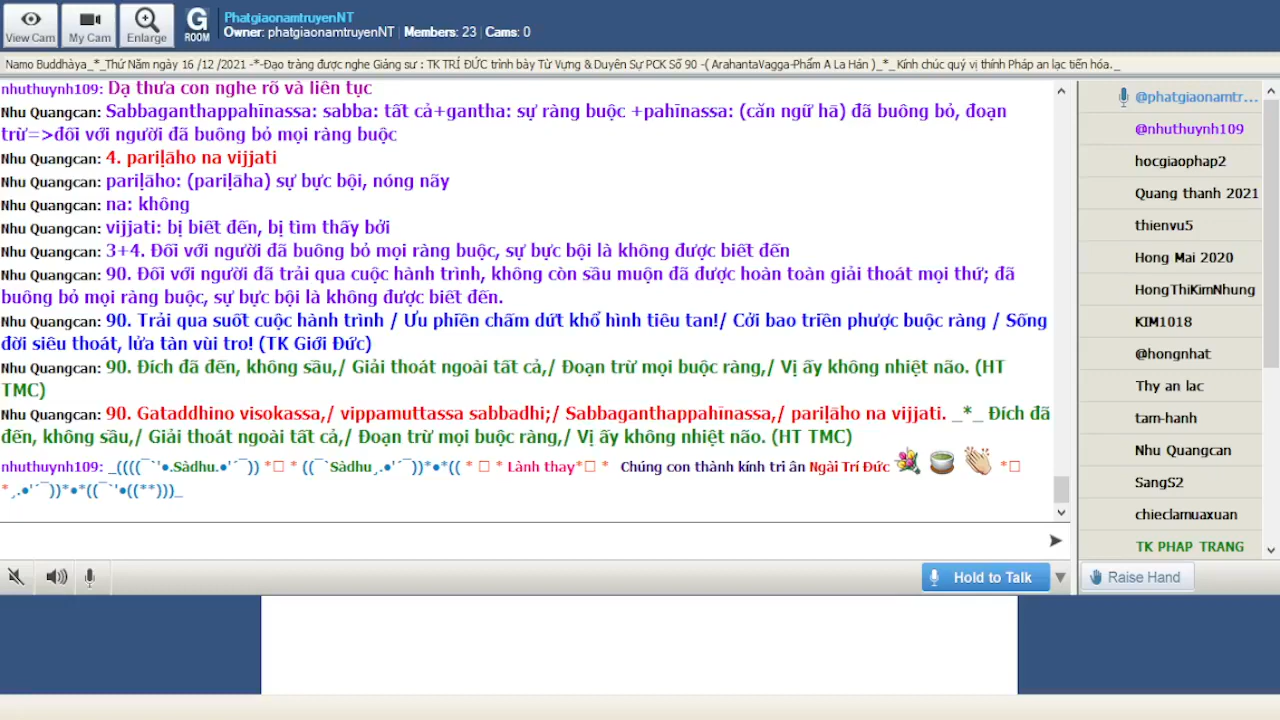 PhatgiaonamtruyenNT
View Cam
My Cam
Enlarge
G
ROOM
Owner: phatgiaonamtruyenNT | Members: 23 | Cams: 0
Namo Buddhàya_*_Thứ Năm ngày 16 /12 /2021 -*-Đạo tràng được nghe Giảng sư : TK TRÍ ĐỨC trình bày Từ Vựng & Duyên Sự PCK Số 90 -( ArahantaVagga-Phẩm A La Hán )_*_ Kính chúc quý vị thính Pháp an lạc tiến hóa._
nhuthuynh109: Dạ thưa con nghe rõ và liên tục
Nhu Quangcan: Sabbaganthappahīnassa: sabba: tất cả+gantha: sự ràng buộc +pahīnassa: (căn ngữ hā) đã buông bỏ, đoạn
trừ=>đối với người đã buông bỏ mọi ràng buộc
Nhu Quangcan: 4. pariḷāho na vijjati
Nhu Quangcan: pariḷāho: (pariḷāha) sự bực bội, nóng nãy
Nhu Quangcan: na: không
Nhu Quangcan: vijjati: bị biết đến, bị tìm thấy bởi
Nhu Quangcan: 3+4. Đối với người đã buông bỏ mọi ràng buộc, sự bực bội là không được biết đến
Nhu Quangcan: 90. Đối với người đã trải qua cuộc hành trình, không còn sầu muộn đã được hoàn toàn giải thoát mọi thứ; đã
buông bỏ mọi ràng buộc, sự bực bội là không được biết đến.
Nhu Quangcan: 90. Trải qua suốt cuộc hành trình / Ưu phiền chấm dứt khổ hình tiêu tan!/ Cởi bao triền phược buộc ràng / Sống
đời siêu thoát, lửa tàn vùi tro! (TK Giới Đức)
Nhu Quangcan: 90. Đích đã đến, không sầu,/ Giải thoát ngoài tất cả,/ Đoạn trừ mọi buộc ràng,/ Vị ấy không nhiệt não. (HT
TMC)
Nhu Quangcan: 90. Gataddhino visokassa,/ vippamuttassa sabbadhi;/ Sabbaganthappahīnassa,/ pariḷāho na vijjati. _*_ Đích đã
đến, không sầu,/ Giải thoát ngoài tất cả,/ Đoạn trừ mọi buộc ràng,/ Vị ấy không nhiệt não. (HT TMC)
nhuthuynh109: _((((¯`'•.Sàdhu.•'´¯)) *□ * ((¯`Sàdhu¸.•'´¯))*•*(( * □ * Lành thay*□ * Chúng con thành kính tri ân Ngài Trí Đức *□
*¸.•'´¯))*•*((¯`'•((**)))_
@phatgiaonamtr...
@nhuthuynh109
hocgiaophap2
Quang thanh 2021
thienvu5
Hong Mai 2020
HongThiKimNhung
KIM1018
@hongnhat
Thy an lac
tam-hanh
Nhu Quangcan
SangS2
chieclamuaxuan
TK PHAP TRANG
Hold to Talk
Raise Hand